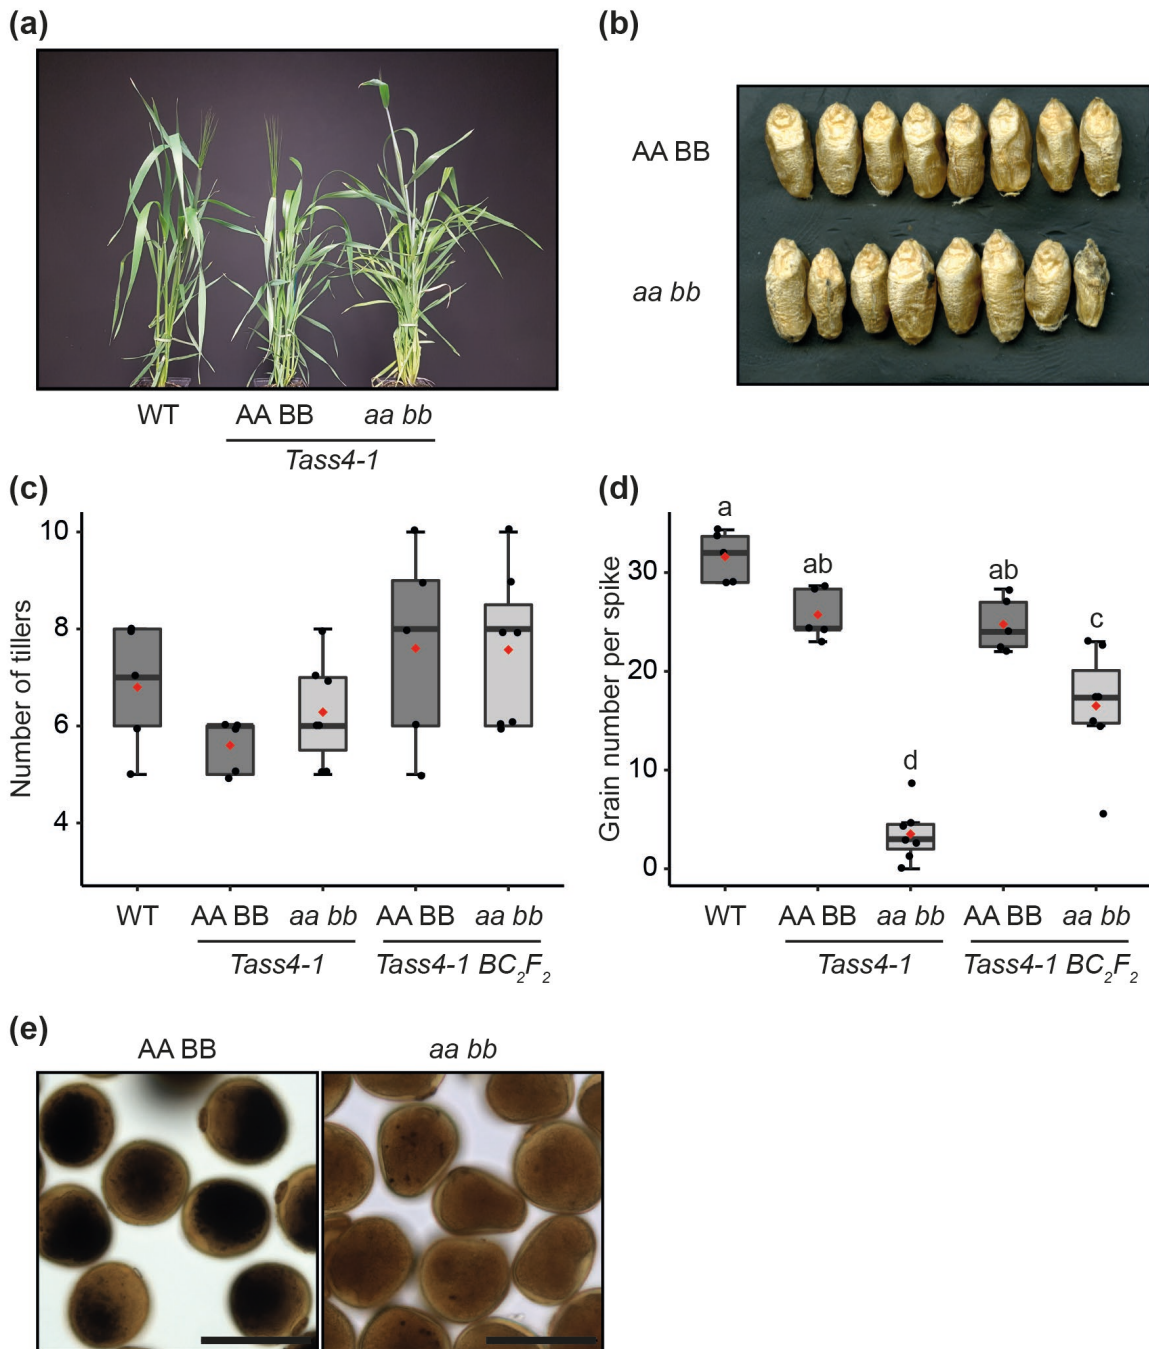 (a)
WT AA BB aa bb
Tass4-1
(b)
AA BB
aa bb
(c)
Number of tillers
10
8
6
4
WT AA BB aa bb AA BB aa bb
Tass4-1 Tass4-1 BC₂F₂
(d)
Grain number per spike
30
20
10
0
a
ab
d
ab
c
WT AA BB aa bb AA BB aa bb
Tass4-1 Tass4-1 BC₂F₂
(e)
AA BB aa bb